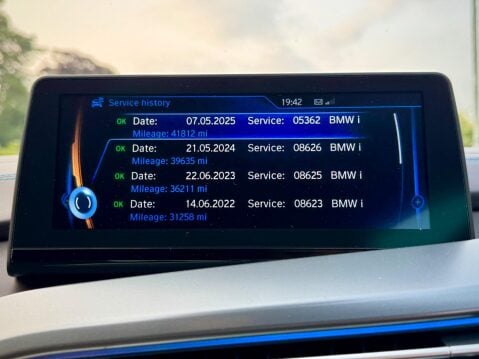 Service history 19:42
OK Date: 07.05.2025 Service: 05362 BMW i
Mileage: 41812 mi
OK Date: 21.05.2024 Service: 08626 BMW i
Mileage: 39635 mi
OK Date: 22.06.2023 Service: 08625 BMW i
Mileage: 36211 mi
OK Date: 14.06.2022 Service: 08623 BMW i
Mileage: 31258 mi